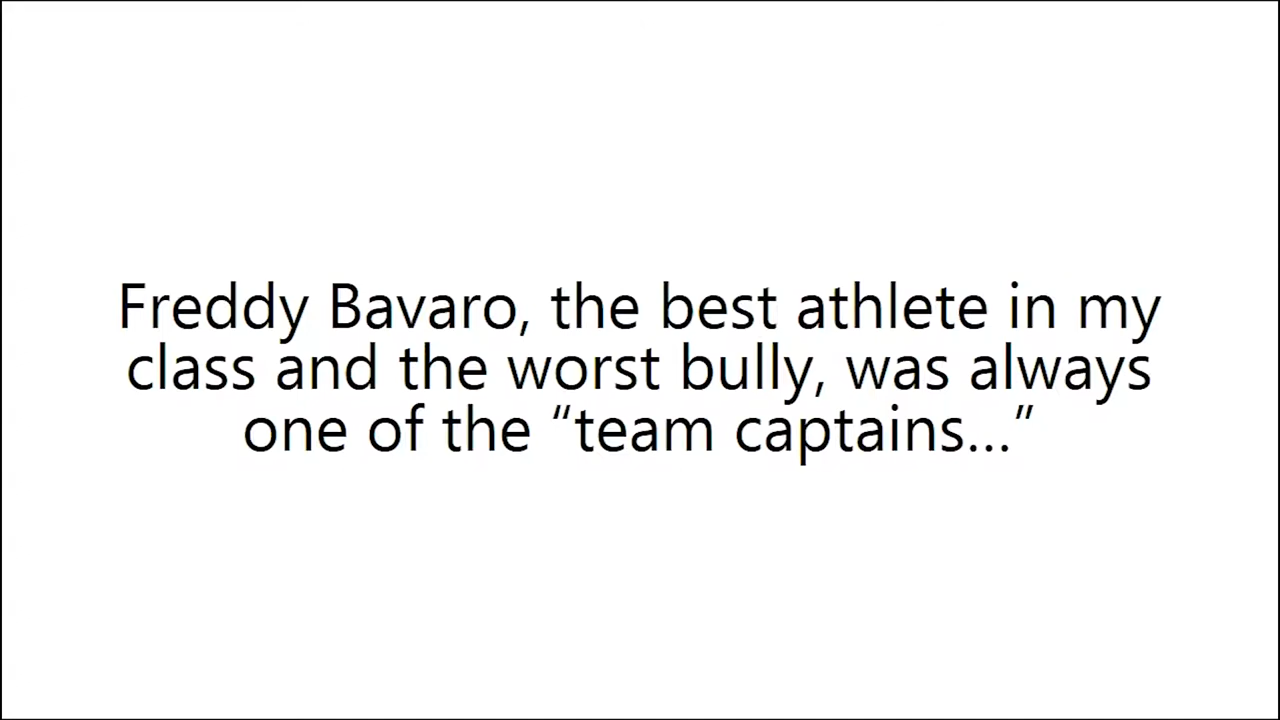 Freddy Bavaro, the best athlete in my
class and the worst bully, was always
one of the “team captains...”